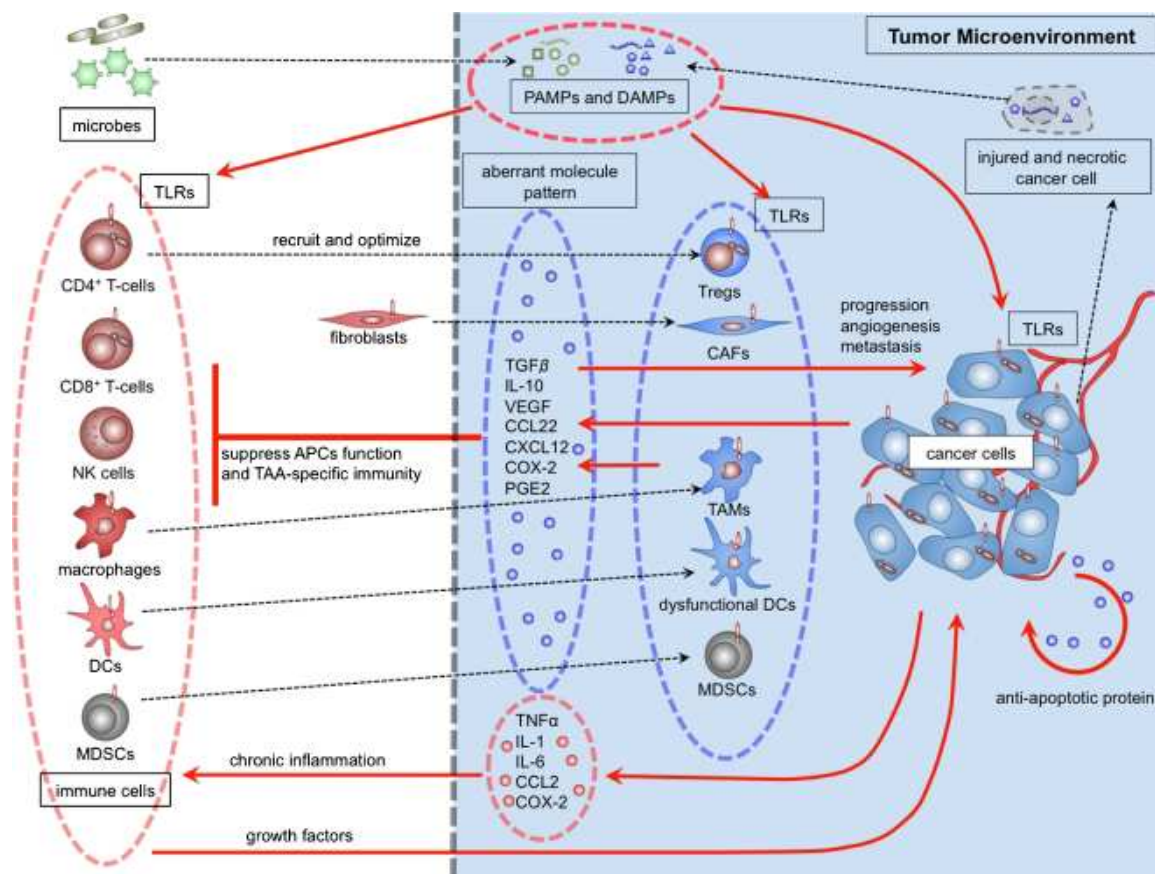 Tumor Microenvironment
PAMPs and DAMPs
microbes
injured and necrotic
cancer cell
aberrant molecule
pattern
TLRs
TLRs
recruit and optimize
CD4⁺ T-cells
Tregs
fibroblasts
CAFs
progression
angiogenesis
metastasis
TLRs
CD8⁺ T-cells
TGFβ
IL-10
VEGF
CCL22
CXCL12
COX-2
PGE2
suppress APCs function
and TAA-specific immunity
NK cells
cancer cells
TAMs
macrophages
dysfunctional DCs
DCs
MDSCs
anti-apoptotic protein
MDSCs
TNFα
IL-1
IL-6
CCL2
COX-2
chronic inflammation
immune cells
growth factors